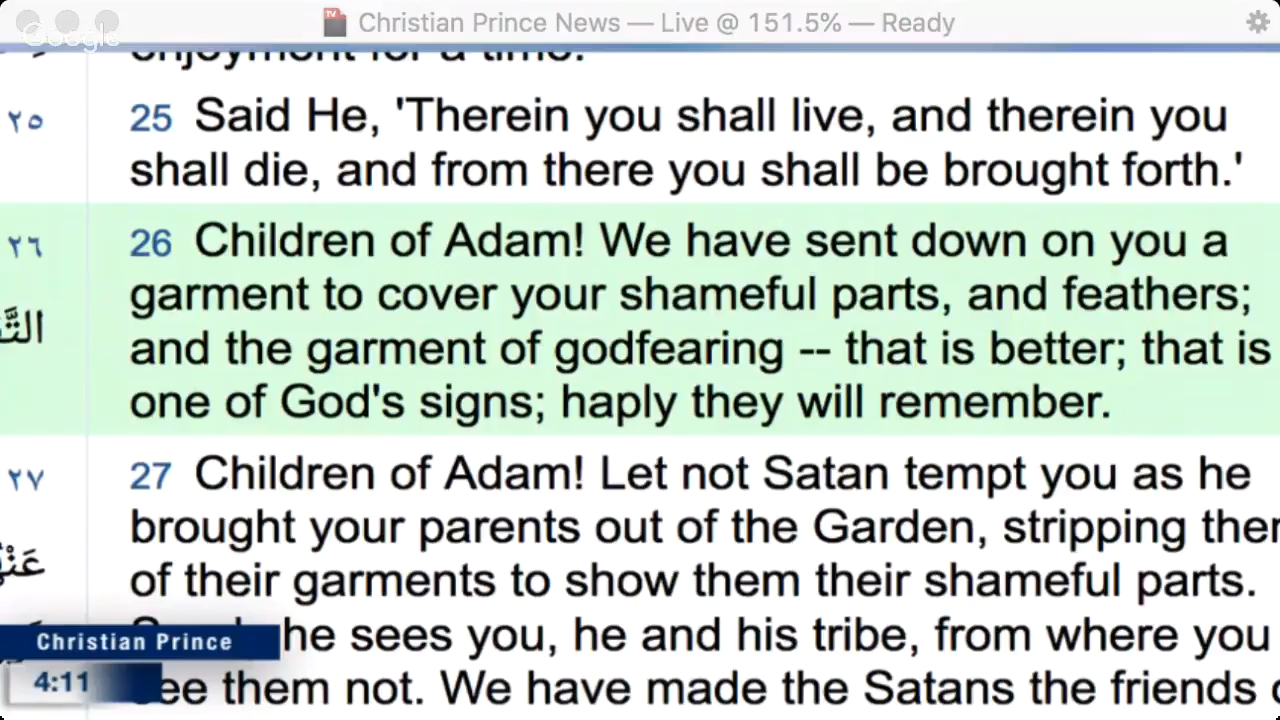 Christian Prince News — Live @ 151.5% — Ready
Google
enjoyment for a time.
٢٥
25 Said He, 'Therein you shall live, and therein you
shall die, and from there you shall be brought forth.'
٢٦
26 Children of Adam! We have sent down on you a
garment to cover your shameful parts, and feathers;
and the garment of godfearing -- that is better; that is
one of God's signs; haply they will remember.
٢٧
27 Children of Adam! Let not Satan tempt you as he
brought your parents out of the Garden, stripping
of their garments to show them their shameful parts.
he sees you, he and his tribe, from where you
them not. We have made the Satans the friends
Christian Prince
4:11